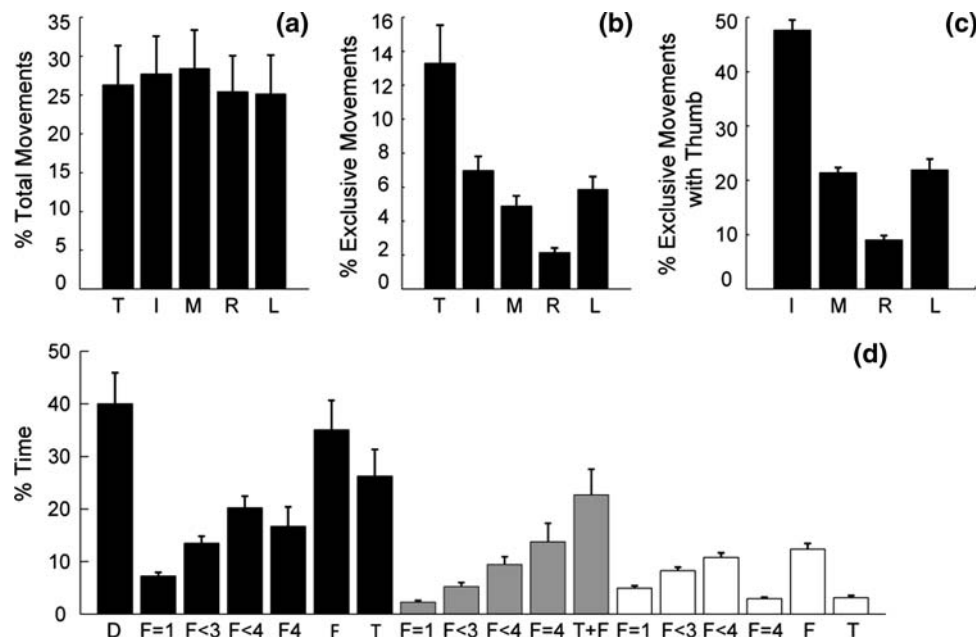 (a)
% Total Movements
35
30
25
20
15
10
5
0
T I M R L
(b)
% Exclusive Movements
16
14
12
10
8
6
4
2
0
T I M R L
(c)
% Exclusive Movements
with Thumb
50
40
30
20
10
0
I M R L
(d)
% Time
50
40
30
20
10
0
D F=1 F<3 F<4 F4 F T F=1 F<3 F<4 F=4 T+F F=1 F<3 F<4 F=4 F T